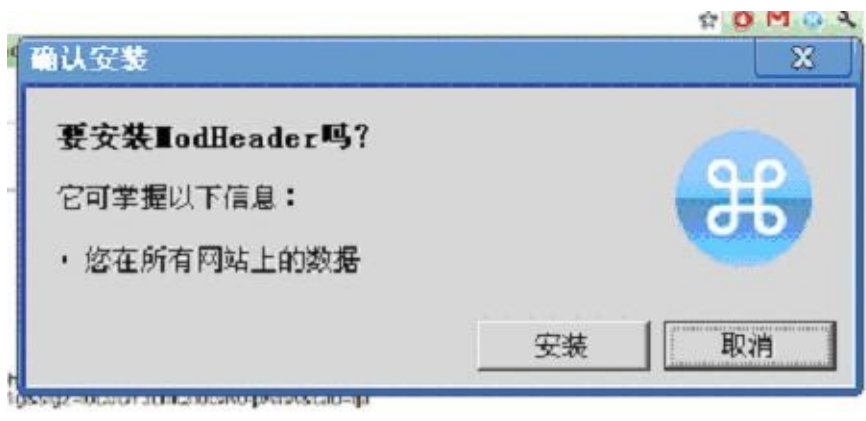 确认安装
要安装ModHeader吗？
它可掌握以下信息：
· 您在所有网站上的数据
安装
取消